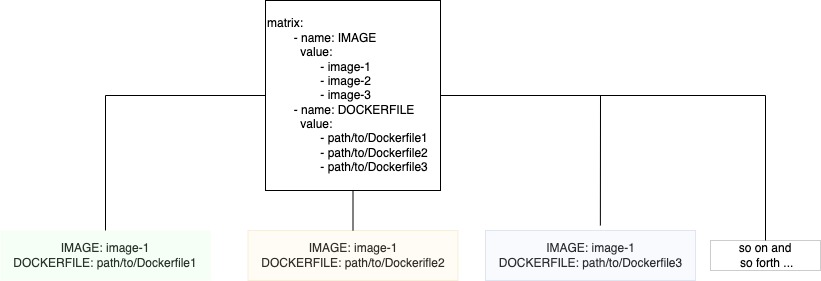 matrix:
- name: IMAGE
value:
- image-1
- image-2
- image-3
- name: DOCKERFILE
value:
- path/to/Dockerfile1
- path/to/Dockerfile2
- path/to/Dockerfile3
IMAGE: image-1
DOCKERFILE: path/to/Dockerfile1
IMAGE: image-1
DOCKERFILE: path/to/Dockerifle2
IMAGE: image-1
DOCKERFILE: path/to/Dockerfile3
so on and
so forth ...